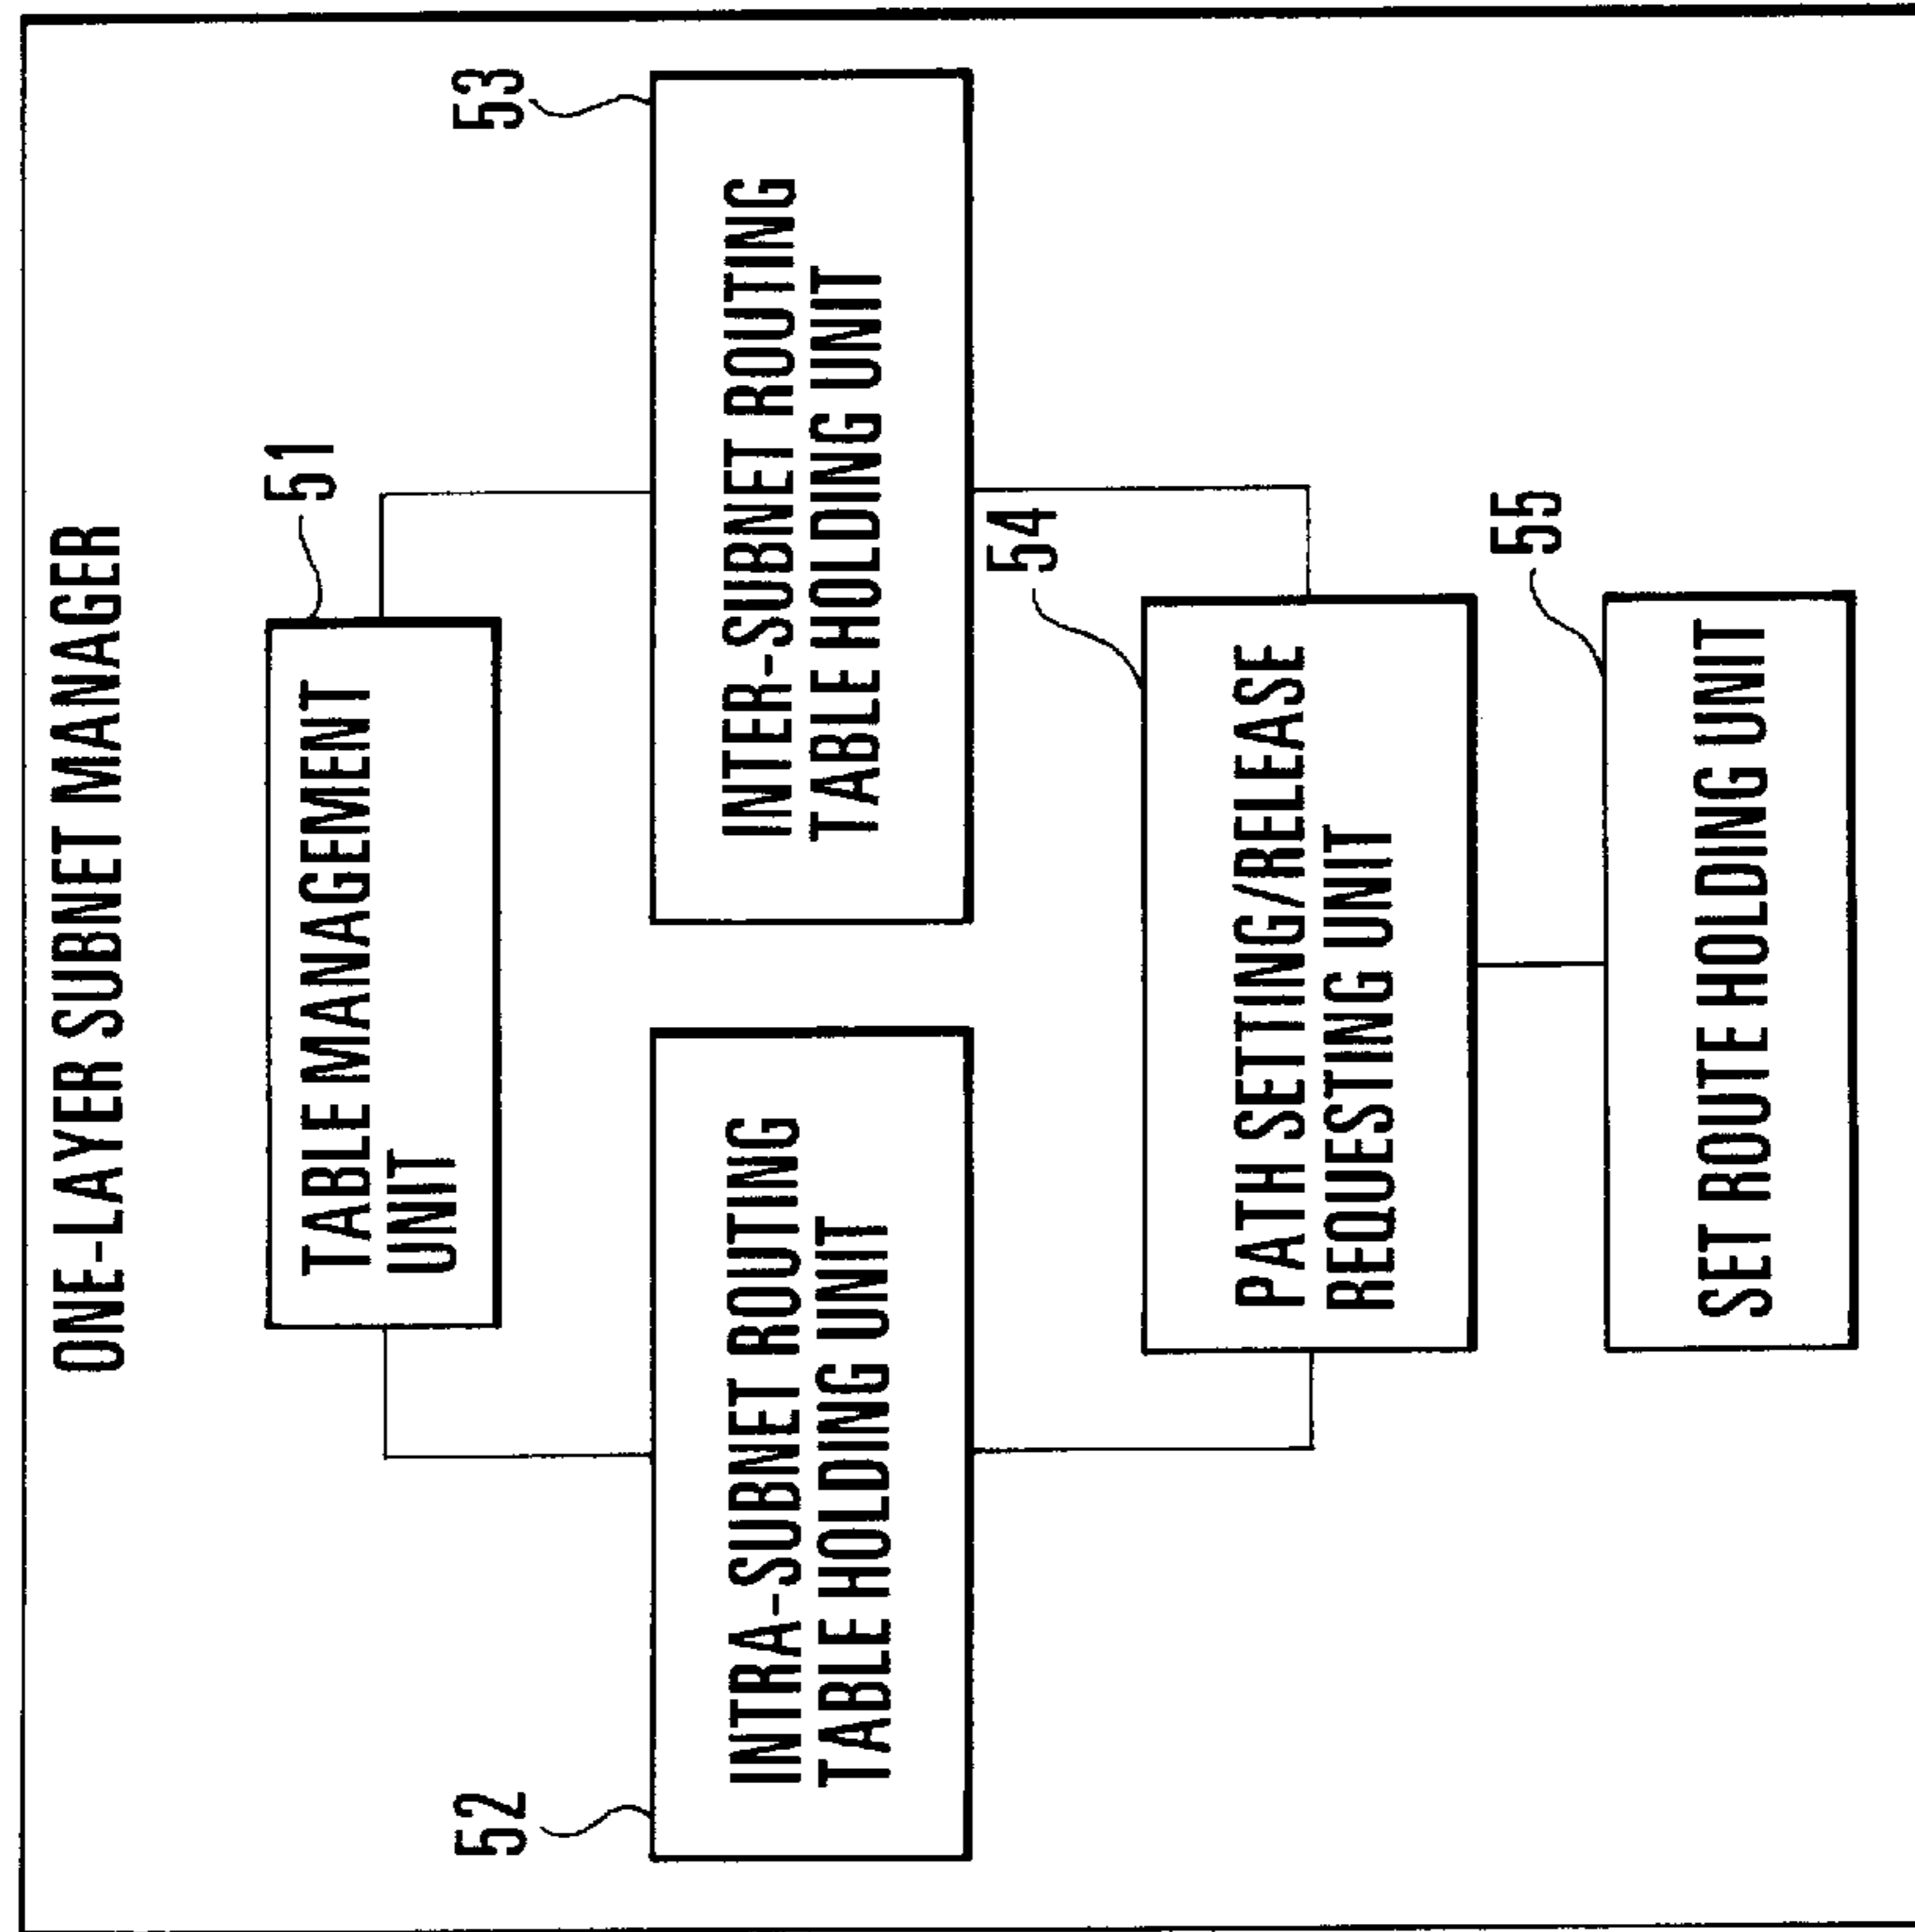 ONE-LAYER SUBNET MANAGER
51
TABLE MANAGEMENT
UNIT
52
INTRA-SUBNET ROUTING
TABLE HOLDING UNIT
53
INTER-SUBNET ROUTING
TABLE HOLDING UNIT
54
PATH SETTING/RELEASE
REQUESTING UNIT
55
SET ROUTE HOLDING UNIT